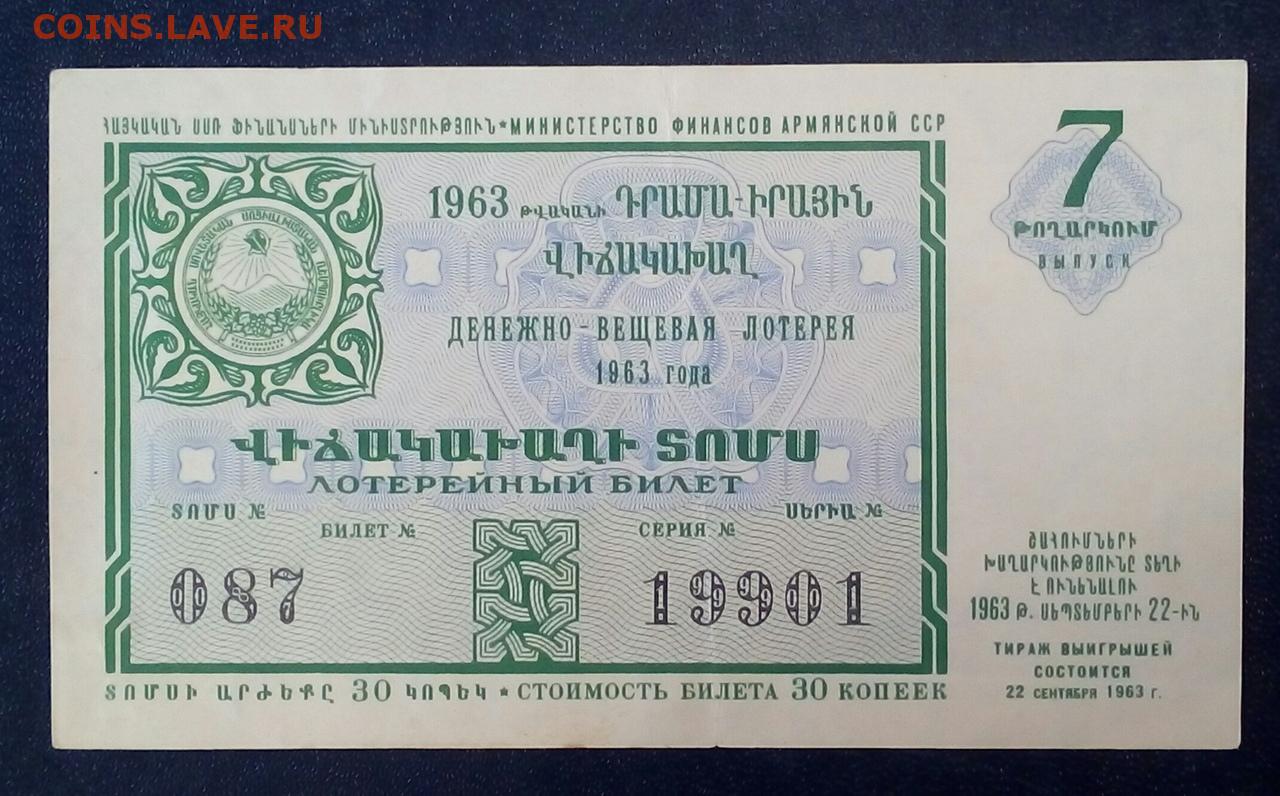 COINS.LAVE.RU
ՀԱՅԿԱԿԱՆ ՍՍՌ ՖԻՆԱՆՍՆԵՐԻ ՄԻՆԻՍՏՐՈՒԹՅՈՒՆ * МИНИСТЕРСТВО ФИНАНСОВ АРМЯНСКОЙ ССР
7
ԹՈՂԱՐԿՈՒՄ
ВЫПУСК
1963 ԹՎԱԿԱՆԻ ԴՐԱՄԱ-ԻՐԱՅԻՆ
ՎԻՃԱԿԱԽԱՂ
ДЕНЕЖНО-ВЕЩЕВАЯ ЛОТЕРЕЯ
1963 года
ՎԻՃԱԿԱԽԱՂԻ ՏՈՄՍ
ЛОТЕРЕЙНЫЙ БИЛЕТ
ՏՈՄՍ № ՍԵՐԻԱ №
БИЛЕТ № СЕРИЯ №
087 19901
ՏՈՄՍԻ ԱՐԺԵՔԸ 30 ԿՈՊԵԿ * СТОИМОСТЬ БИЛЕТА 30 КОПЕЕК
ՇԱՀՈՒՄՆԵՐԻ
ԽԱՂԱՐԿՈՒԹՅՈՒՆԸ ՏԵՂԻ
Է ՈՒՆԵՆԱԼՈՒ
1963 Թ. ՍԵՊՏԵՄԲԵՐԻ 22-ԻՆ
ТИРАЖ ВЫИГРЫШЕЙ
СОСТОИТСЯ
22 СЕНТЯБРЯ 1963 г.